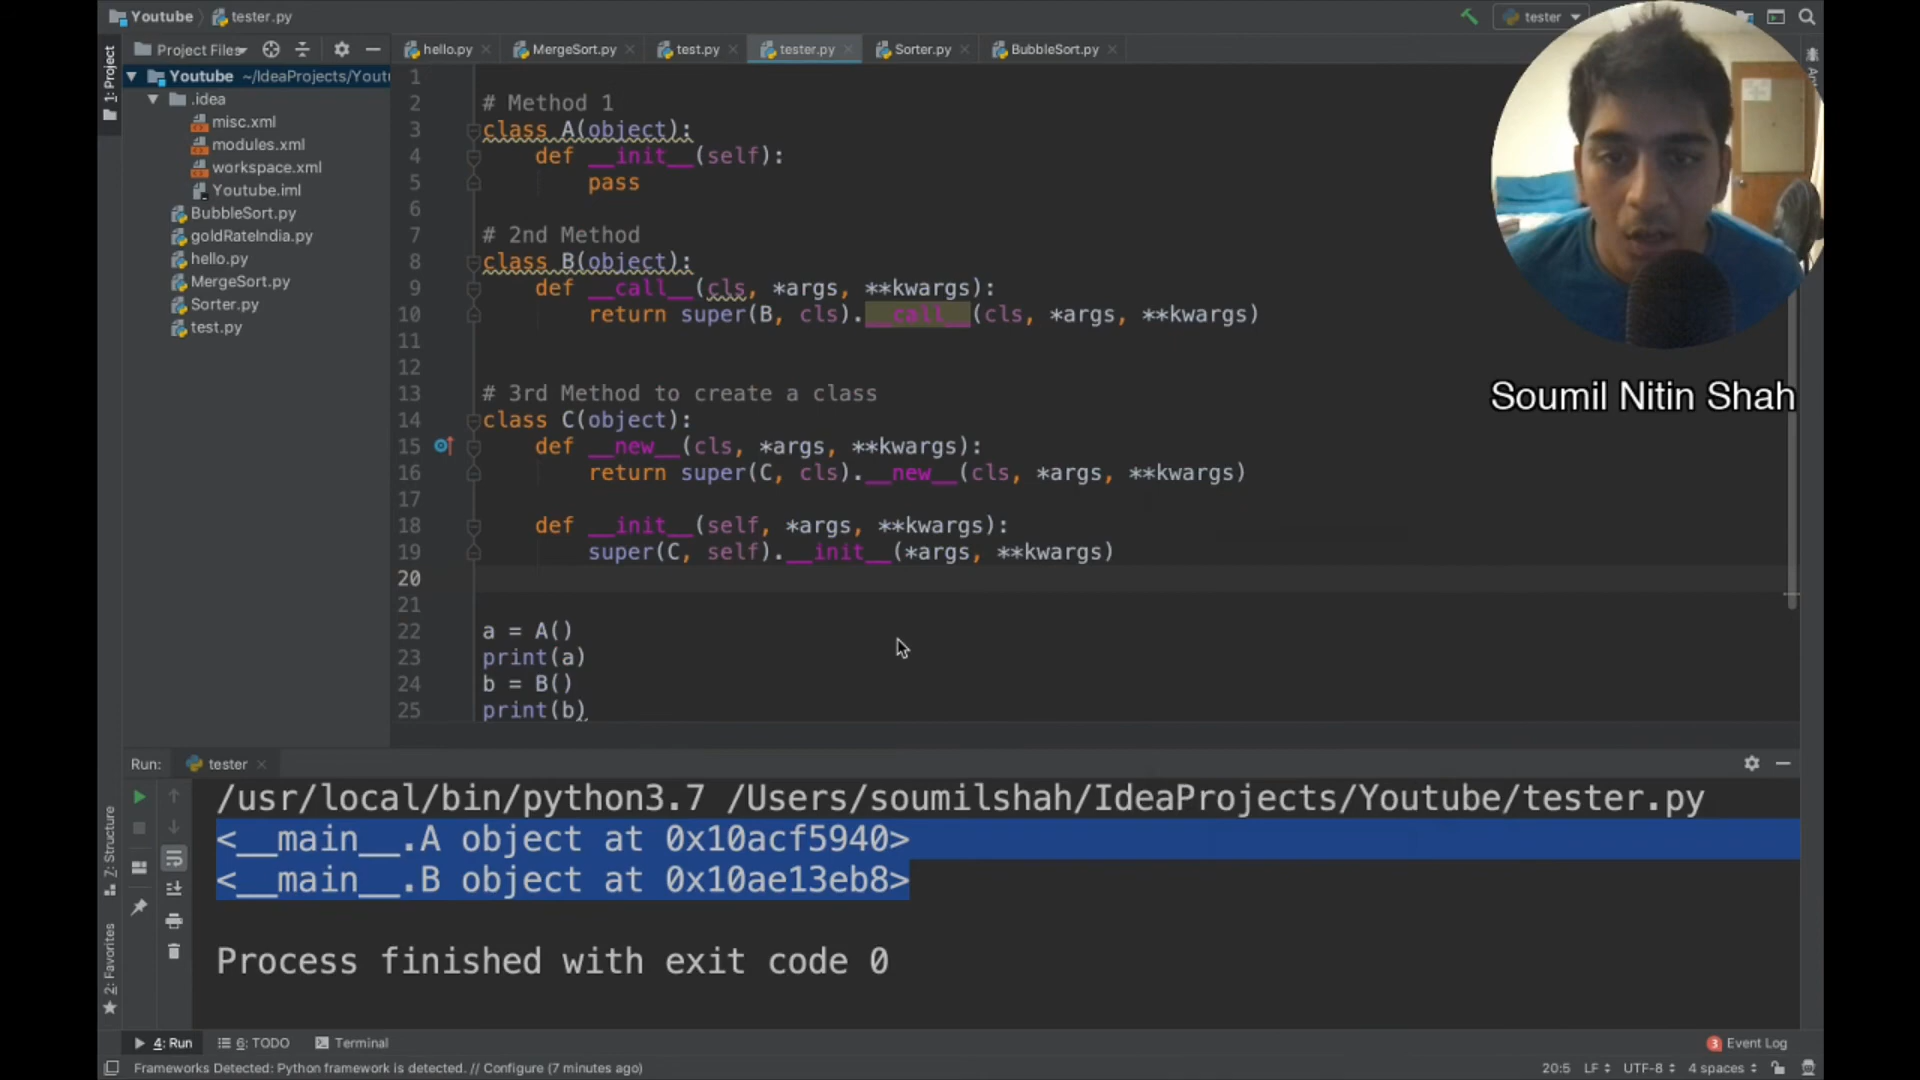 Youtube
tester.py
tester
1: Project
Project Files
hello.py
MergeSort.py
test.py
tester.py
Sorter.py
BubbleSort.py
Youtube ~/IdeaProjects/Yout
.idea
misc.xml
modules.xml
workspace.xml
Youtube.iml
BubbleSort.py
goldRateIndia.py
hello.py
MergeSort.py
Sorter.py
test.py
1
2 # Method 1
3 class A(object):
4 def __init__(self):
5 pass
6
7 # 2nd Method
8 class B(object):
9 def __call__(cls, *args, **kwargs):
10 return super(B, cls).__call__(cls, *args, **kwargs)
11
12
13 # 3rd Method to create a class
14 class C(object):
15 def __new__(cls, *args, **kwargs):
16 return super(C, cls).__new__(cls, *args, **kwargs)
17
18 def __init__(self, *args, **kwargs):
19 super(C, self).__init__(*args, **kwargs)
20
21
22 a = A()
23 print(a)
24 b = B()
25 print(b)
Soumil Nitin Shah
Run:
tester
/usr/local/bin/python3.7 /Users/soumilshah/IdeaProjects/Youtube/tester.py
<__main__.A object at 0x10acf5940>
<__main__.B object at 0x10ae13eb8>
Process finished with exit code 0
7: Structure
2: Favorites
4: Run
6: TODO
Terminal
3 Event Log
Frameworks Detected: Python framework is detected. // Configure (7 minutes ago)
20:5 LF UTF-8 4 spaces